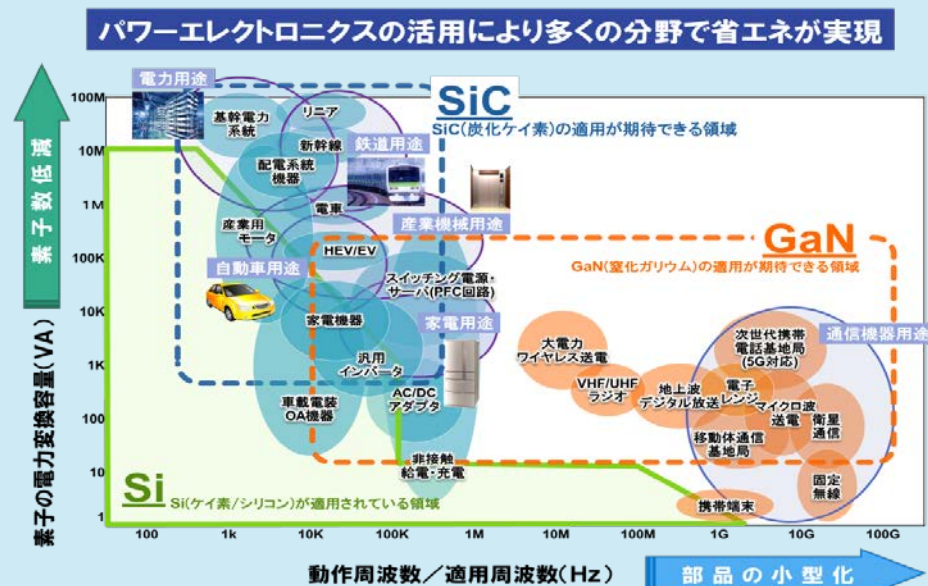 パワーエレクトロニクスの活用により多くの分野で省エネが実現
電力用途
SiC
SiC(炭化ケイ素)の適用が期待できる領域
素子数低減
素子の電力変換容量(VA)
100M
10M
1M
100K
10K
1K
100
10
1
基幹電力
系統
リニア
新幹線
鉄道用途
配電系統
機器
電車
産業用
モータ
産業機械用途
HEV/EV
自動車用途
GaN
GaN(窒化ガリウム)の適用が期待できる領域
スイッチング電源・
サーバ(PFC回路)
家電機器
家電用途
汎用
インバータ
大電力
ワイヤレス送電
次世代携帯
電話基地局
(5G対応)
通信機器用途
車載電装
OA機器
AC/DC
アダプタ
VHF/UHF
ラジオ
地上波
デジタル放送
電子
レンジ
マイクロ波
送電
衛星
通信
移動体通信
基地局
非接触
給電・充電
固定
無線
携帯端末
Si
Si(ケイ素/シリコン)が適用されている領域
100
1k
10K
100K
1M
10M
100M
1G
10G
100G
動作周波数/適用周波数(Hz)
部品の小型化